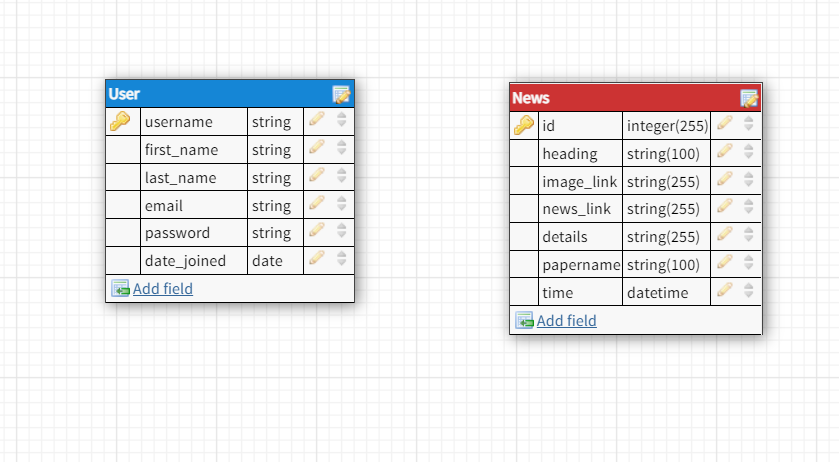 User
username string
first_name string
last_name string
email string
password string
date_joined date
Add field
News
id integer(255)
heading string(100)
image_link string(255)
news_link string(255)
details string(255)
papername string(100)
time datetime
Add field